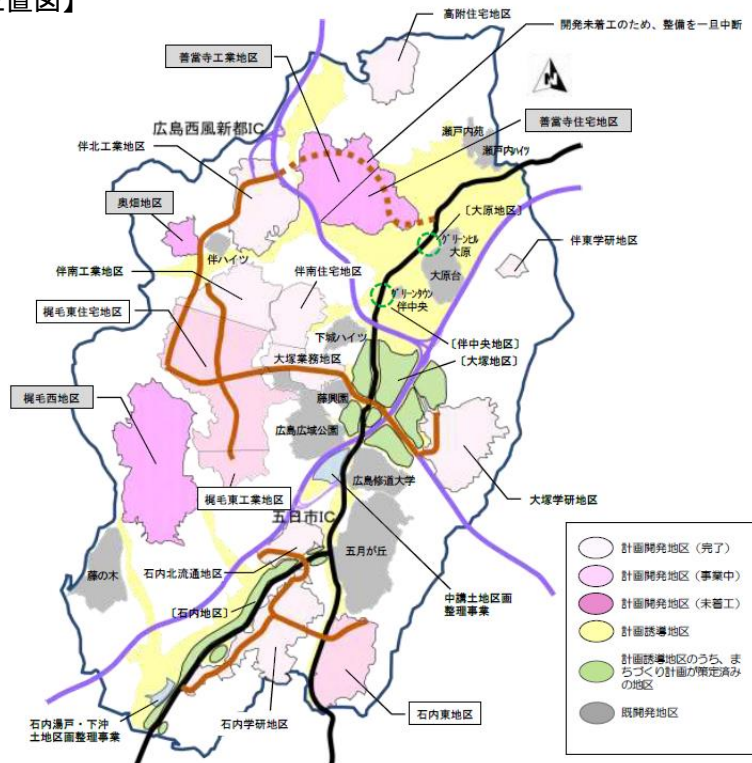 置図】
高附住宅地区
開発未着工のため、整備を一旦中断
善當寺工業地区
善當寺住宅地区
広島西風新都IC
瀬戸内苑
瀬戸内ハイツ
伴北工業地区
〔大原地区〕
奥畑地区
グリーンヒル
大原
伴東学研地区
伴ハイツ
大原台
伴南工業地区
伴南住宅地区
グリーンタウン
伴中央
〔伴中央地区〕
梶毛東住宅地区
下城ハイツ
〔大塚地区〕
大塚業務地区
梶毛西地区
藤興園
広島広域公園
広島修道大学
梶毛東工業地区
大塚学研地区
五日市IC
石内北流通地区
五月が丘
藤の木
〔石内地区〕
中講土地区画
整理事業
石内湯戸・下沖
土地区画整理事業
石内学研地区
石内東地区
計画開発地区（完了）
計画開発地区（事業中）
計画開発地区（未着工）
計画誘導地区
計画誘導地区のうち、ま
ちづくり計画が策定済み
の地区
既開発地区